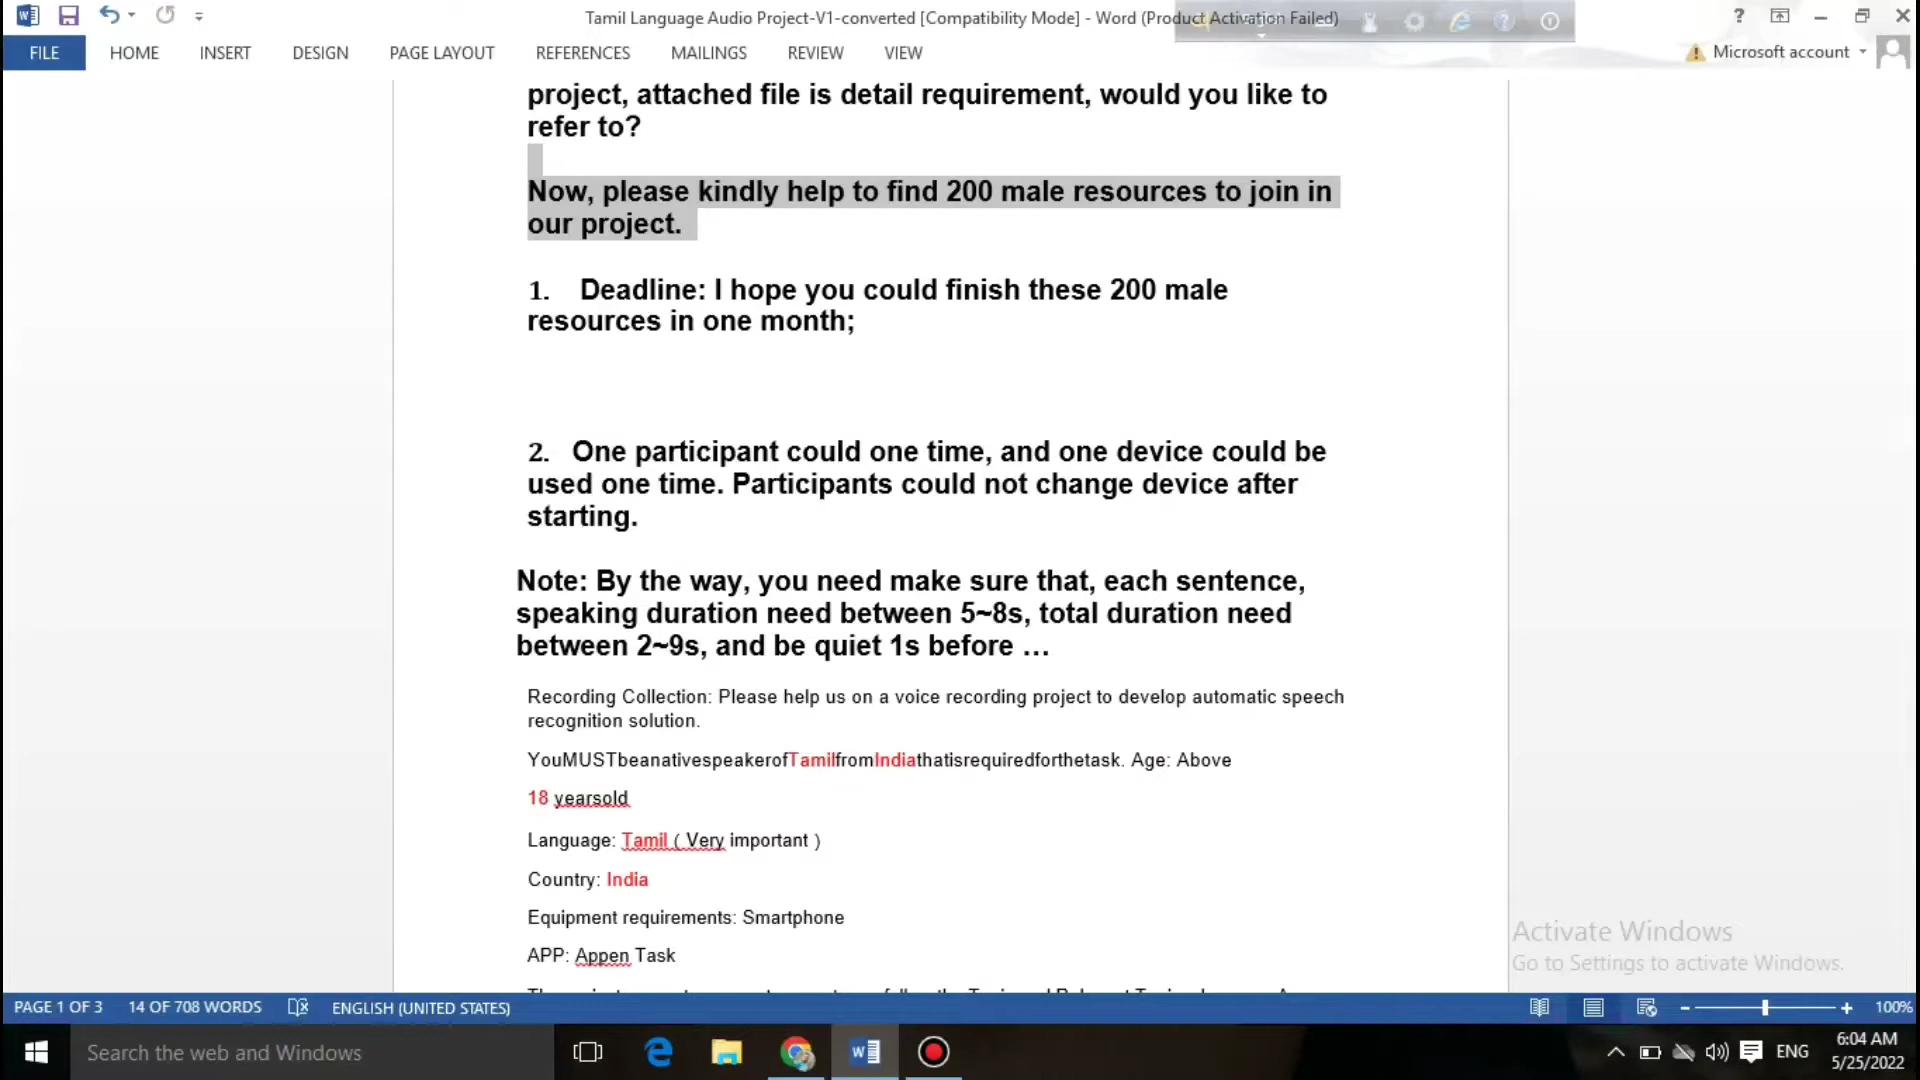 Tamil Language Audio Project-V1-converted [Compatibility Mode] - Word (Product Activation Failed)
FILE HOME INSERT DESIGN PAGE LAYOUT REFERENCES MAILINGS REVIEW VIEW
Microsoft account
project, attached file is detail requirement, would you like to
refer to?
Now, please kindly help to find 200 male resources to join in
our project.
1. Deadline: I hope you could finish these 200 male
resources in one month;
2. One participant could one time, and one device could be
used one time. Participants could not change device after
starting.
Note: By the way, you need make sure that, each sentence,
speaking duration need between 5~8s, total duration need
between 2~9s, and be quiet 1s before …
Recording Collection: Please help us on a voice recording project to develop automatic speech
recognition solution.
YouMUSTbeanativespeakerofTamilfromIndiathatisrequiredforthetask. Age: Above
18 yearsold
Language: Tamil ( Very important )
Country: India
Equipment requirements: Smartphone
APP: Appen Task
Activate Windows
Go to Settings to activate Windows.
PAGE 1 OF 3 14 OF 708 WORDS ENGLISH (UNITED STATES) 100%
Search the web and Windows
ENG
6:04 AM
5/25/2022